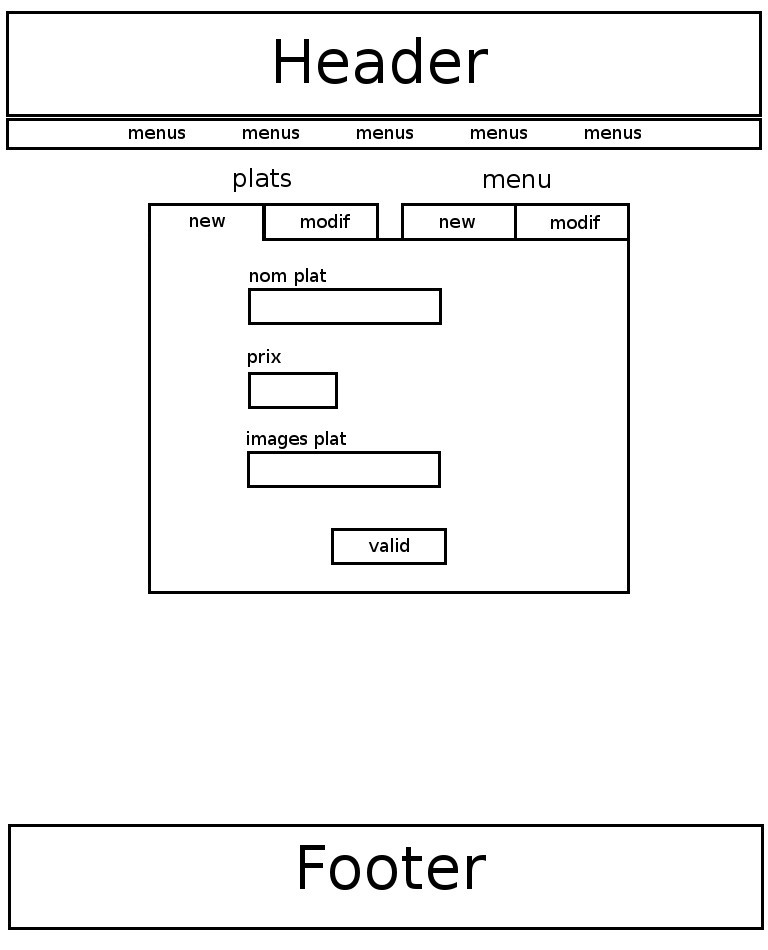 Header
menus menus menus menus menus
plats menu
new modif new modif
nom plat
prix
images plat
valid
Footer